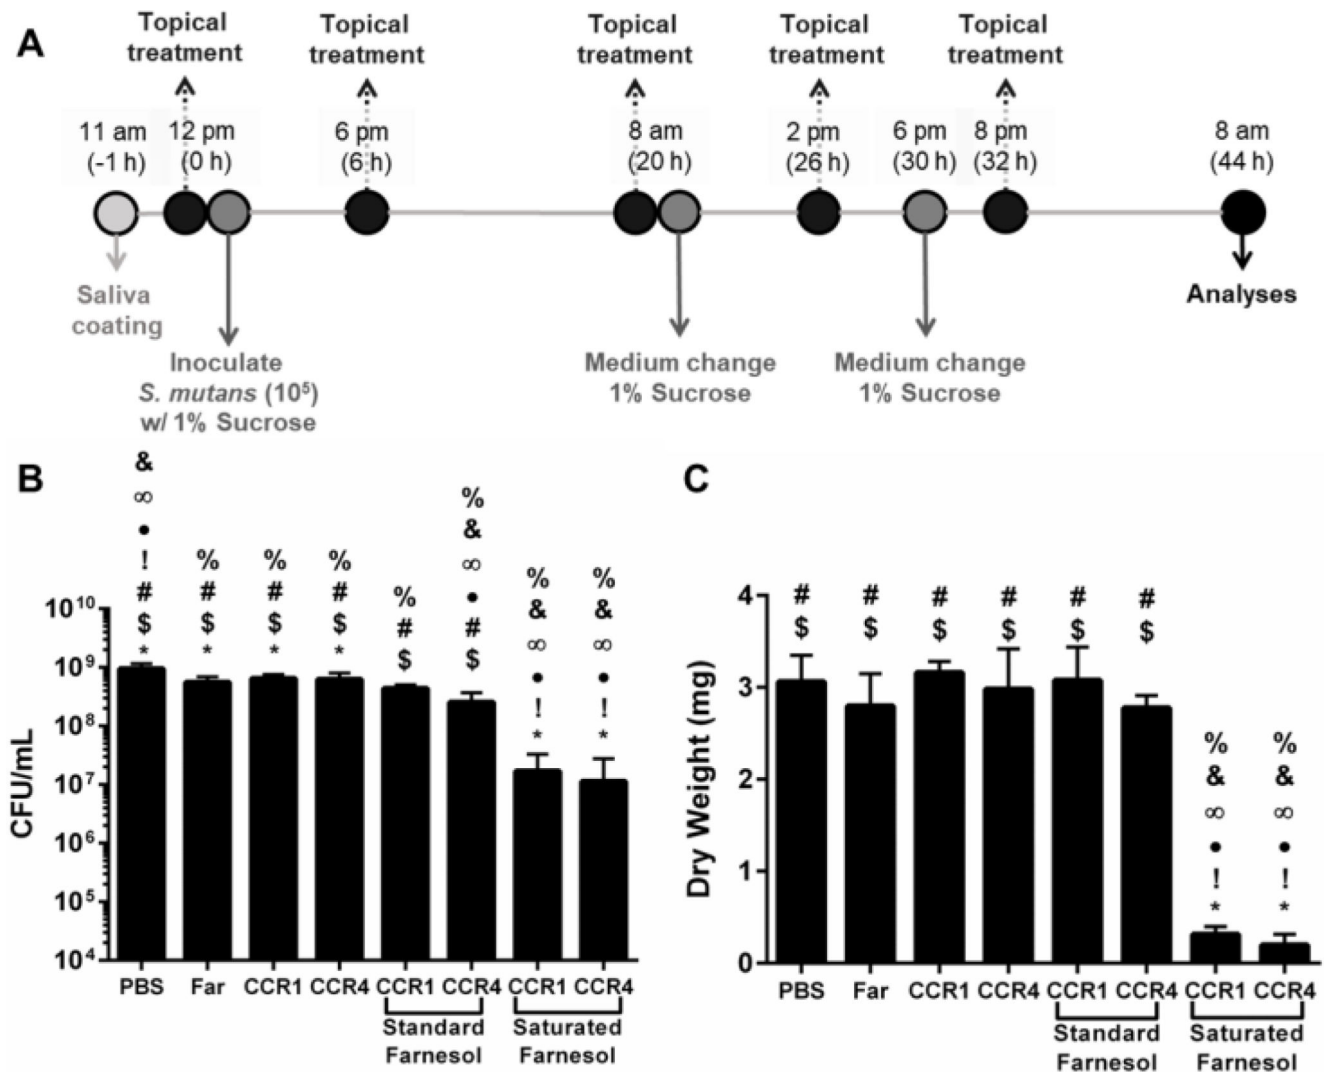 A
Topical
treatment
Topical
treatment
Topical
treatment
Topical
treatment
Topical
treatment
11 am
(-1 h)
12 pm
(0 h)
6 pm
(6 h)
8 am
(20 h)
2 pm
(26 h)
6 pm
(30 h)
8 pm
(32 h)
8 am
(44 h)
Saliva
coating
Inoculate
S. mutans (10⁵)
w/ 1% Sucrose
Medium change
1% Sucrose
Medium change
1% Sucrose
Analyses
B
&
∞
•
!
#
$
*
%
#
$
*
%
#
$
*
%
#
$
*
%
#
$
%
&
∞
•
#
$
%
&
∞
•
!
*
%
&
∞
•
!
*
CFU/mL
10¹⁰
10⁹
10⁸
10⁷
10⁶
10⁵
10⁴
PBS Far CCR1 CCR4 CCR1 CCR4 CCR1 CCR4
Standard
Farnesol
Saturated
Farnesol
C
#
$
#
$
#
$
#
$
#
$
#
$
%
&
∞
•
!
*
%
&
∞
•
!
*
Dry Weight (mg)
4
3
2
1
0
PBS Far CCR1 CCR4 CCR1 CCR4 CCR1 CCR4
Standard
Farnesol
Saturated
Farnesol